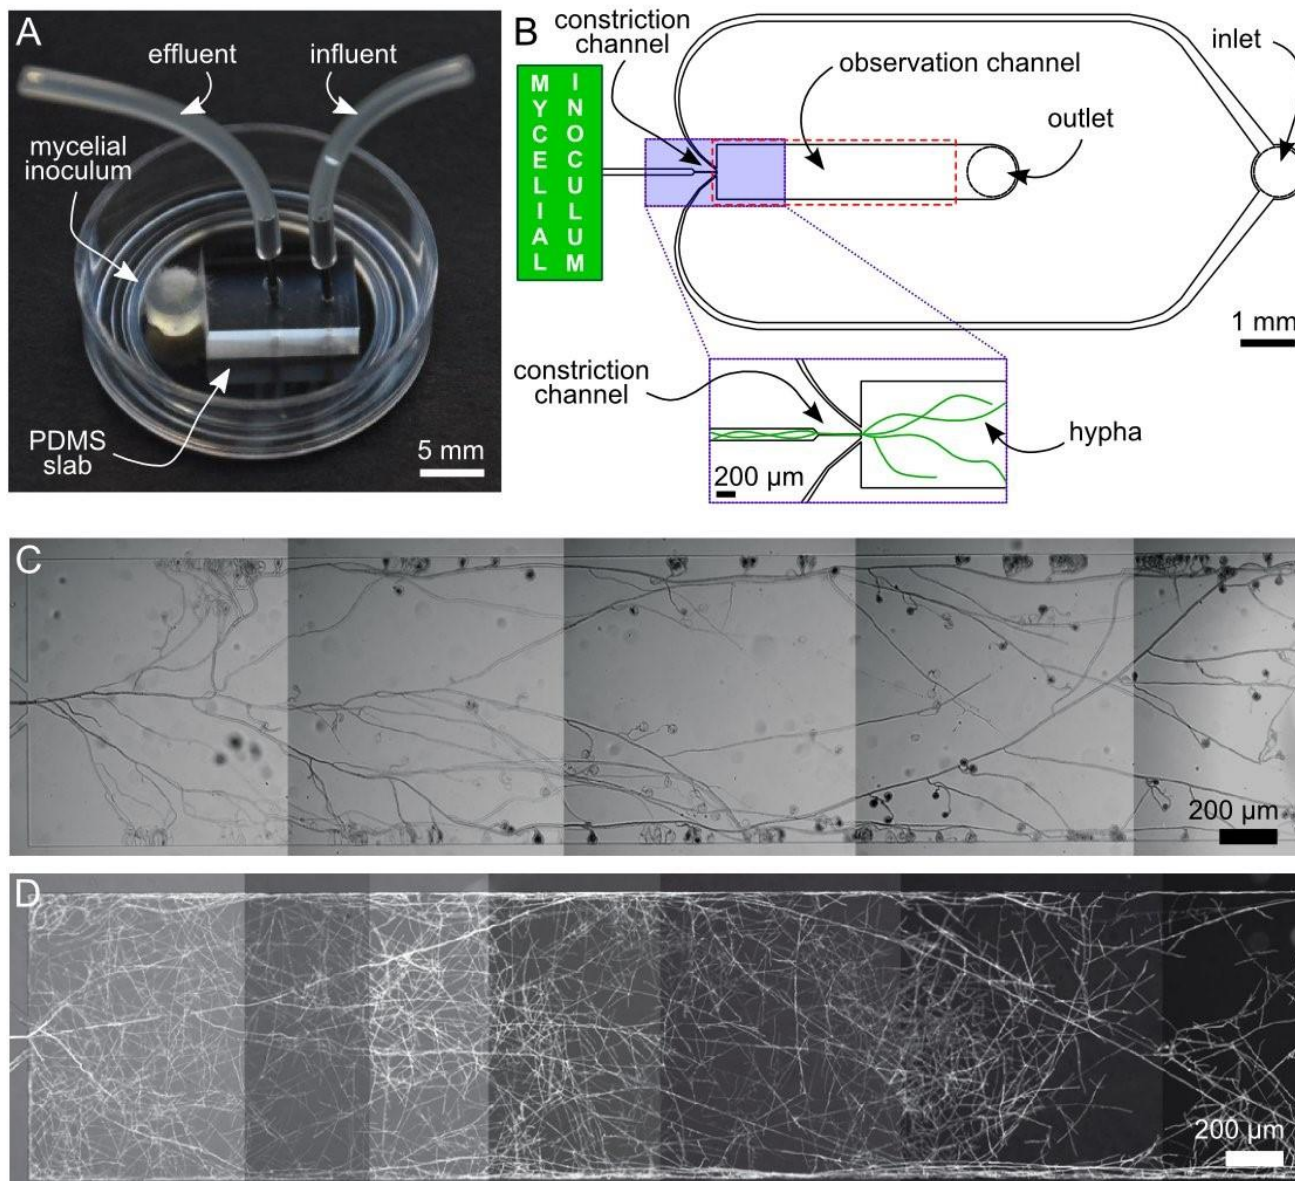 A
effluent
influent
mycelial
inoculum
PDMS
slab
5 mm
B
constriction
channel
observation channel
inlet
outlet
MYCELIAL
INOCULUM
1 mm
constriction
channel
hypha
200 µm
C
200 µm
D
200 µm